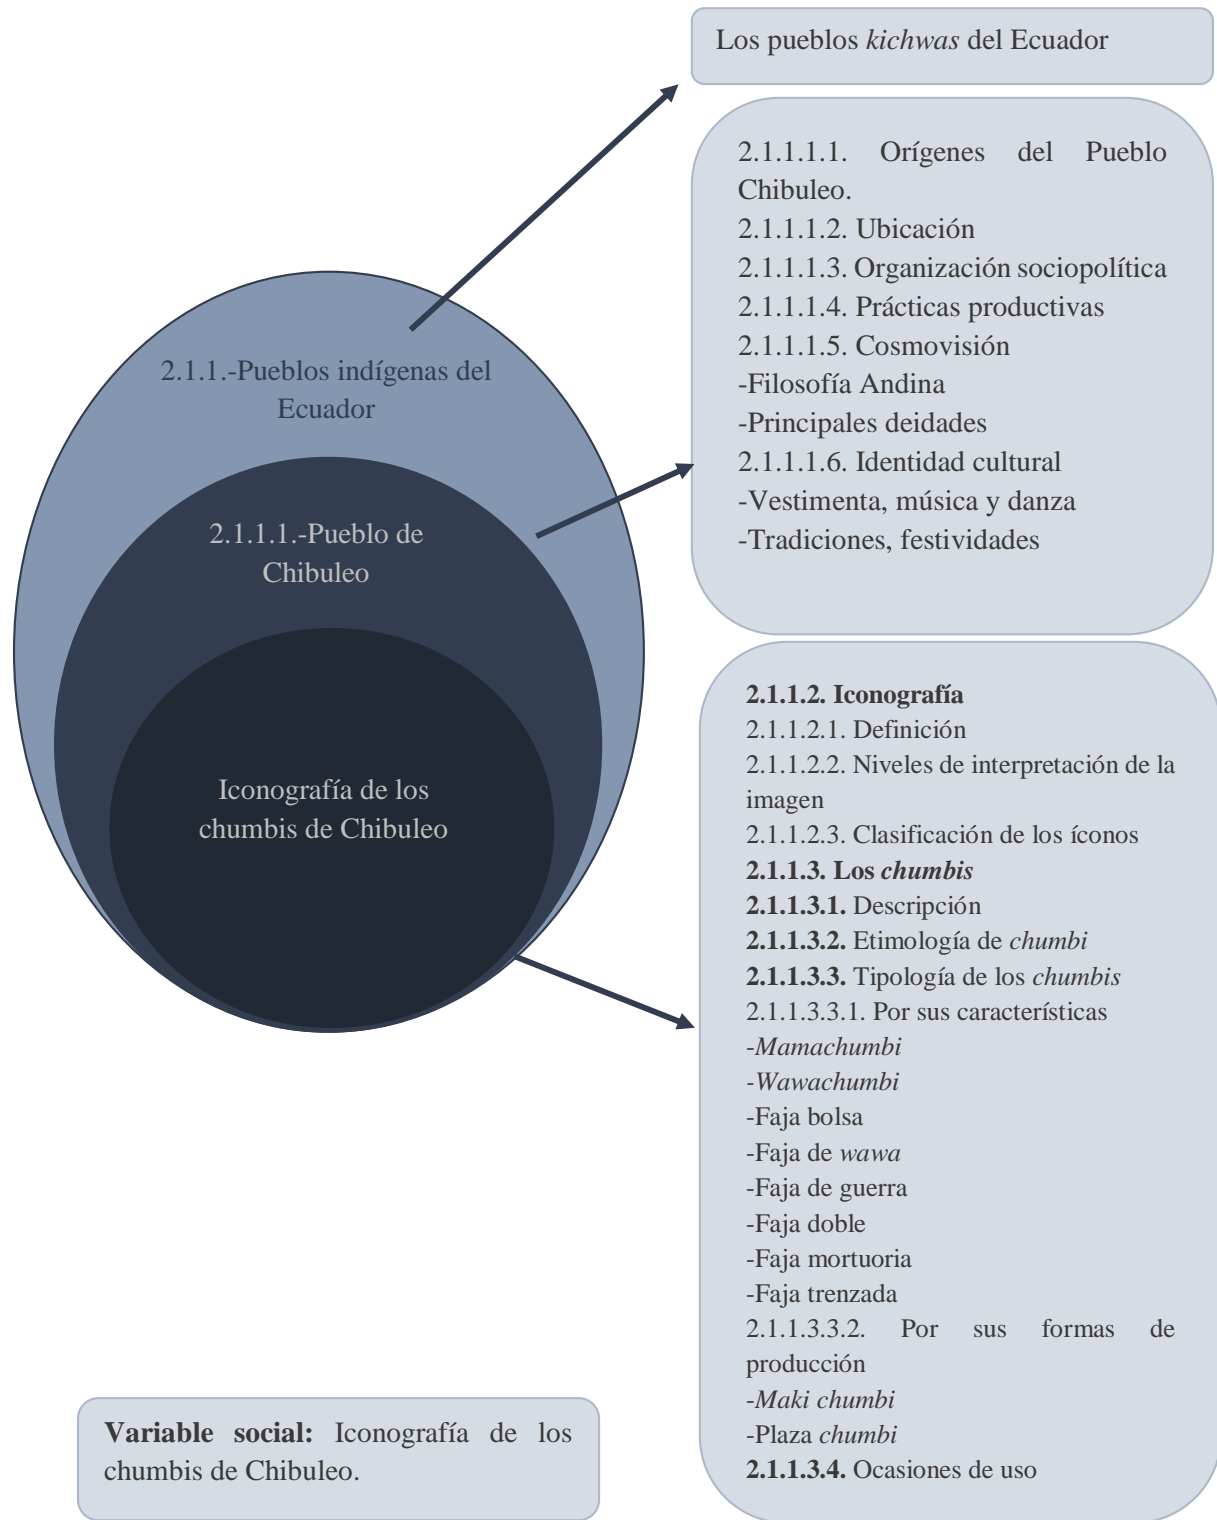 Los pueblos kichwas del Ecuador
2.1.1.1.1. Orígenes del Pueblo
Chibuleo.
2.1.1.1.2. Ubicación
2.1.1.1.3. Organización sociopolítica
2.1.1.1.4. Prácticas productivas
2.1.1.1.5. Cosmovisión
-Filosofía Andina
-Principales deidades
2.1.1.1.6. Identidad cultural
-Vestimenta, música y danza
-Tradiciones, festividades
2.1.1.-Pueblos indígenas del
Ecuador
2.1.1.1.-Pueblo de
Chibuleo
Iconografía de los
chumbis de Chibuleo
2.1.1.2. Iconografía
2.1.1.2.1. Definición
2.1.1.2.2. Niveles de interpretación de la
imagen
2.1.1.2.3. Clasificación de los íconos
2.1.1.3. Los chumbis
2.1.1.3.1. Descripción
2.1.1.3.2. Etimología de chumbi
2.1.1.3.3. Tipología de los chumbis
2.1.1.3.3.1. Por sus características
-Mamachumbi
-Wawachumbi
-Faja bolsa
-Faja de wawa
-Faja de guerra
-Faja doble
-Faja mortuoria
-Faja trenzada
2.1.1.3.3.2. Por sus formas de
producción
-Maki chumbi
-Plaza chumbi
2.1.1.3.4. Ocasiones de uso
Variable social: Iconografía de los
chumbis de Chibuleo.